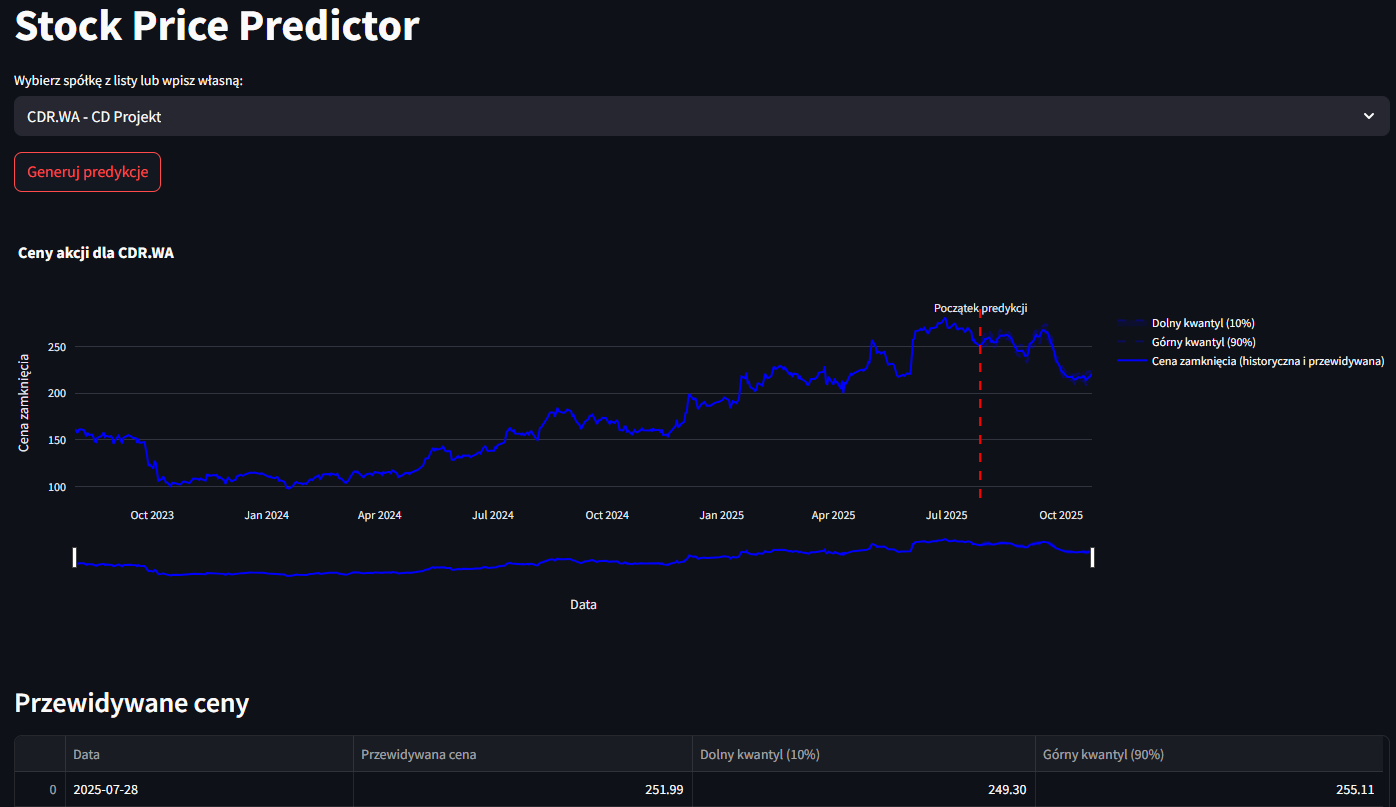 Stock Price Predictor
Wybierz spółkę z listy lub wpisz własną:
CDR.WA - CD Projekt
Generuj predykcje
Ceny akcji dla CDR.WA
Początek predykcji
Dolny kwantyl (10%)
Górny kwantyl (90%)
Cena zamknięcia (historyczna i przewidywana)
Cena zamknięcia
250
200
150
100
Oct 2023 Jan 2024 Apr 2024 Jul 2024 Oct 2024 Jan 2025 Apr 2025 Jul 2025 Oct 2025
Data
Przewidywane ceny
Data Przewidywana cena Dolny kwantyl (10%) Górny kwantyl (90%)
0 2025-07-28 251.99 249.30 255.11